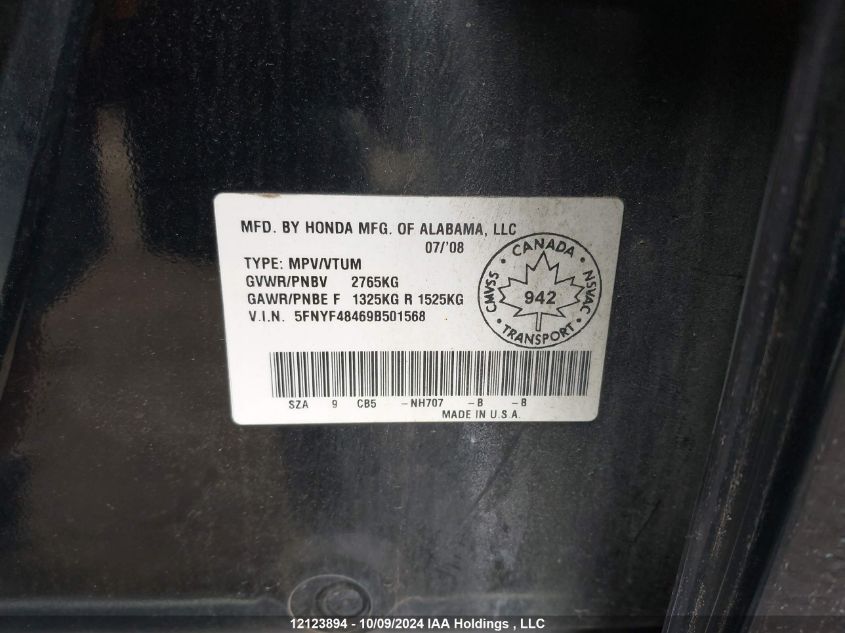 MFD. BY HONDA MFG. OF ALABAMA, LLC
07/'08
TYPE: MPV/VTUM
GVWR/PNBV 2765KG
GAWR/PNBE F 1325KG R 1525KG
V.I.N. 5FNYF48469B501568
· CANADA ·
CMVSS
942
NSVAC
· TRANSPORT ·
SZA 9 CB5 -NH707 -B -8
MADE IN U.S.A.
12123894 - 10/09/2024 IAA Holdings , LLC